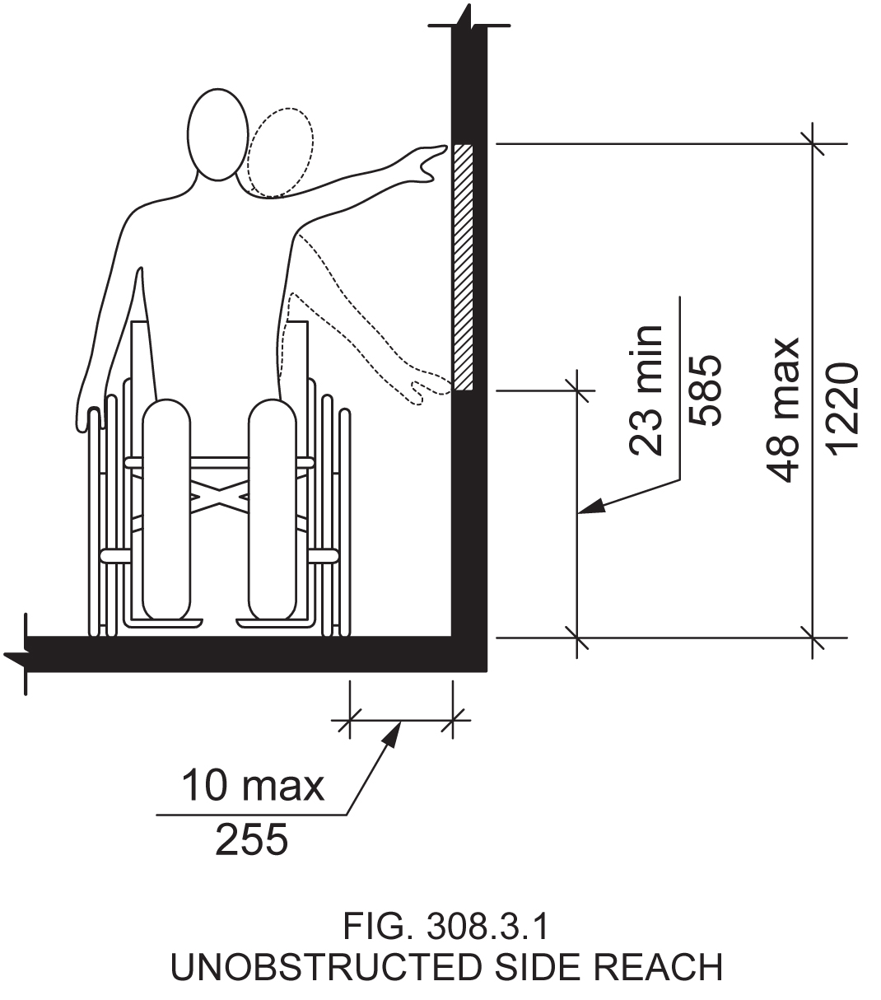 23 min
585
48 max
1220
10 max
255
FIG. 308.3.1
UNOBSTRUCTED SIDE REACH